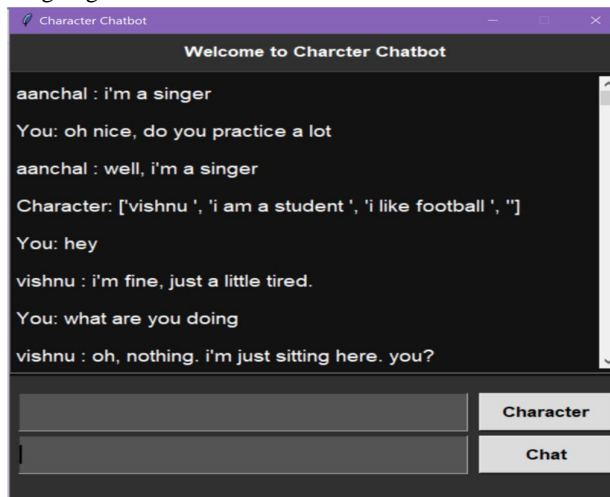 Character Chatbot
Welcome to Charcter Chatbot
aanchal : i'm a singer
You: oh nice, do you practice a lot
aanchal : well, i'm a singer
Character: ['vishnu ', 'i am a student ', 'i like football ', '']
You: hey
vishnu : i'm fine, just a little tired.
You: what are you doing
vishnu : oh, nothing. i'm just sitting here. you?
Character
Chat